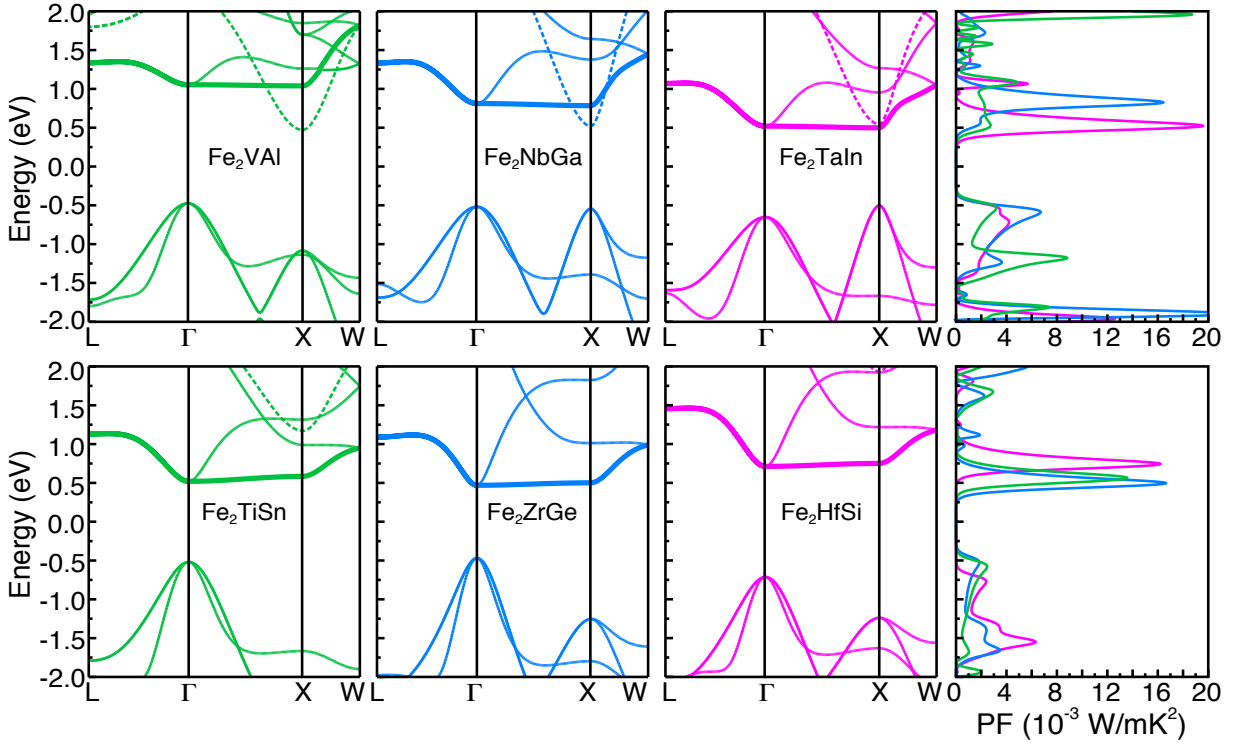 Energy (eV)
2.0
1.5
1.0
0.5
0.0
-0.5
-1.0
-1.5
-2.0
Fe₂VAl
Fe₂NbGa
Fe₂TaIn
L Γ X W
L Γ X W
L Γ X W
0 4 8 12 16 20
Energy (eV)
2.0
1.5
1.0
0.5
0.0
-0.5
-1.0
-1.5
-2.0
Fe₂TiSn
Fe₂ZrGe
Fe₂HfSi
L Γ X W
L Γ X W
L Γ X W
0 4 8 12 16 20
PF (10⁻³ W/mK²)